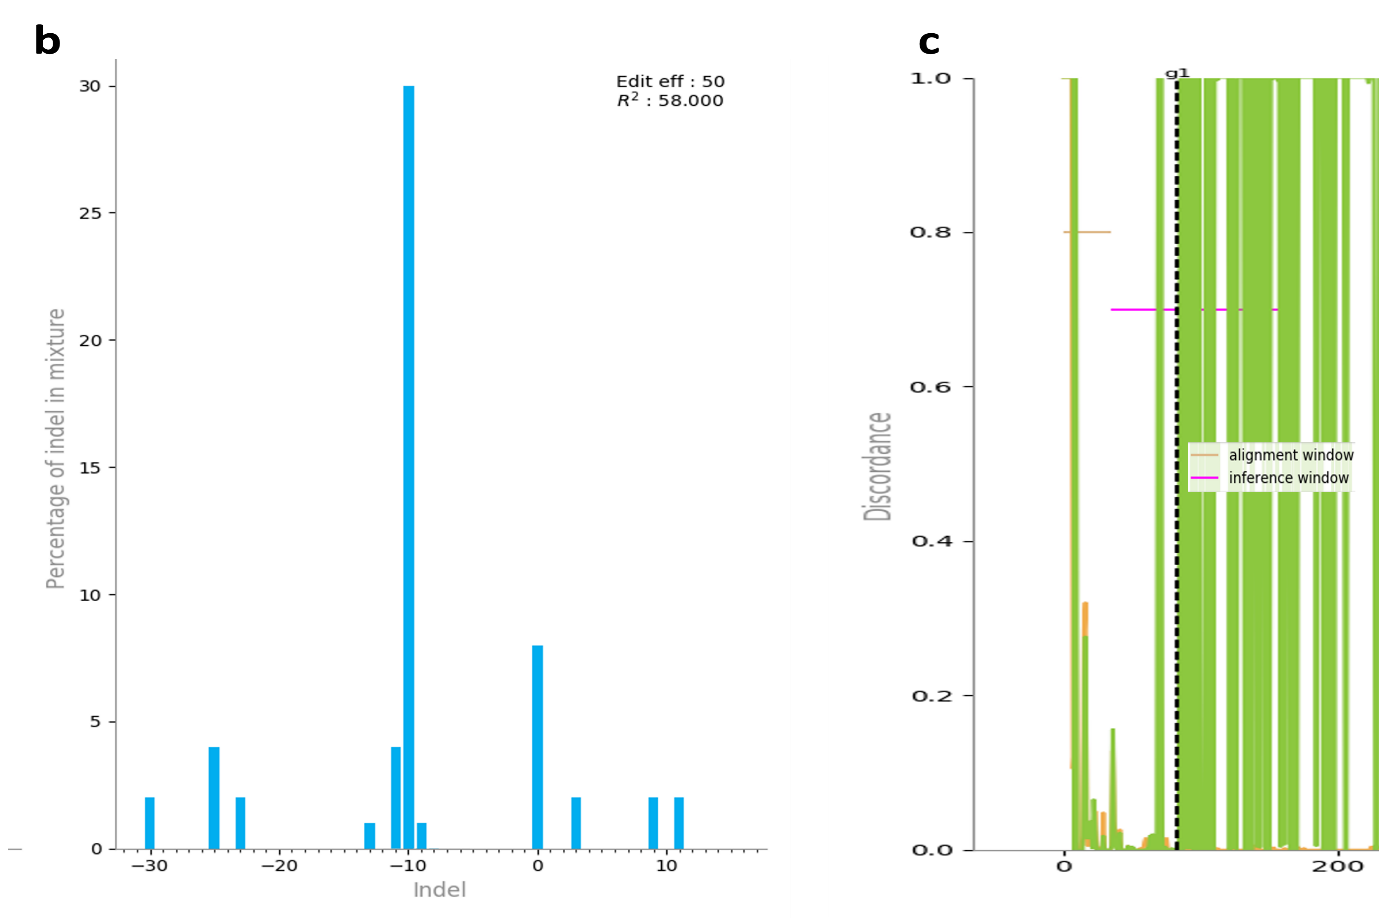 b
Edit eff : 50
R² : 58.000
Percentage of indel in mixture
30
25
20
15
10
5
0
−30
−20
−10
0
10
Indel
c
g1
Discordance
1.0
0.8
0.6
0.4
0.2
0.0
0
200
alignment window
inference window